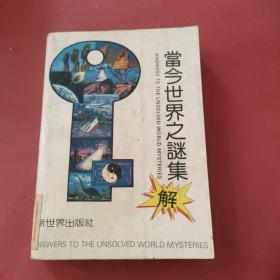 當今世界之謎集
解
ANSWERS TO THE UNSOLVED WORLD MYSTERIES
新世界出版社
ANSWERS TO THE UNSOLVED WORLD MYSTERIES